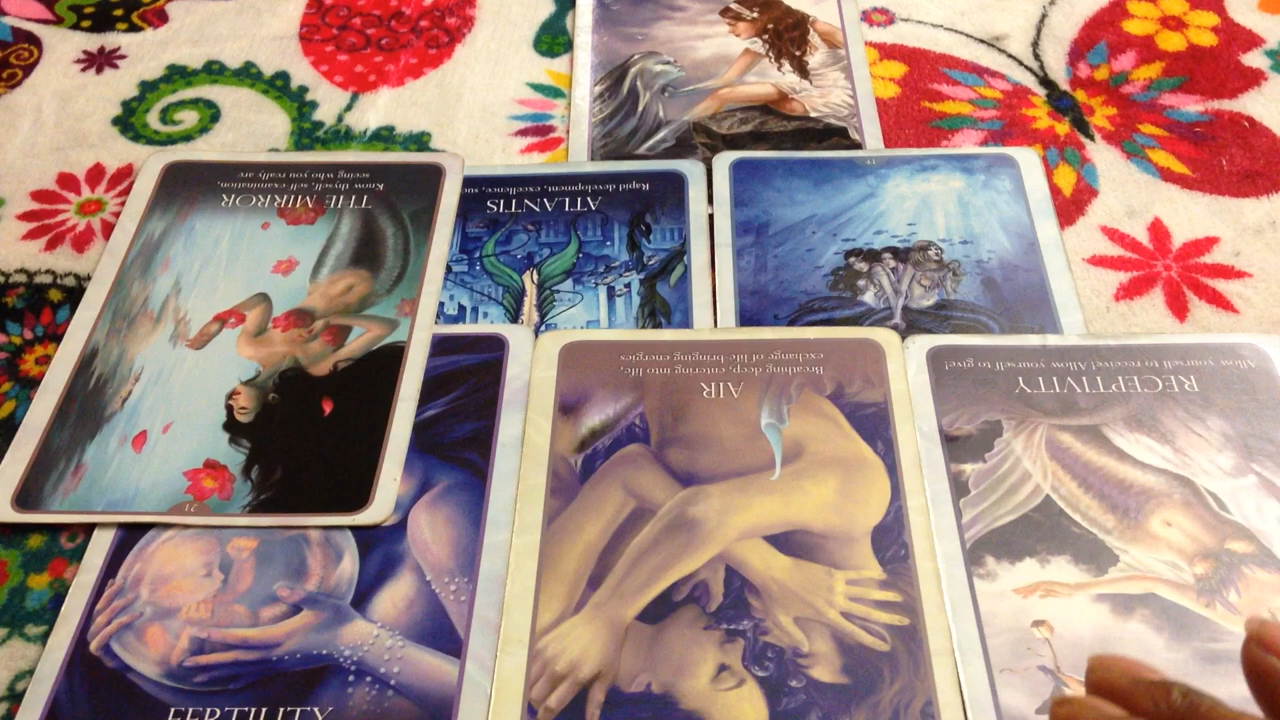 THE MIRROR
Know thyself, self-examination,
seeing who you really are
21
ATLANTIS
Rapid development, excellence,
AIR
Breathing deep, entering into life,
exchange of life-bringing energies
RECEPTIVITY
Allow yourself to receive! Allow yourself to give!
FERTILITY